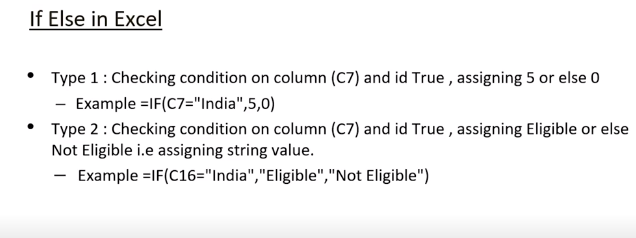 If Else in Excel
• Type 1 : Checking condition on column (C7) and id True , assigning 5 or else 0
– Example =IF(C7="India",5,0)
• Type 2 : Checking condition on column (C7) and id True , assigning Eligible or else
Not Eligible i.e assigning string value.
– Example =IF(C16="India","Eligible","Not Eligible")